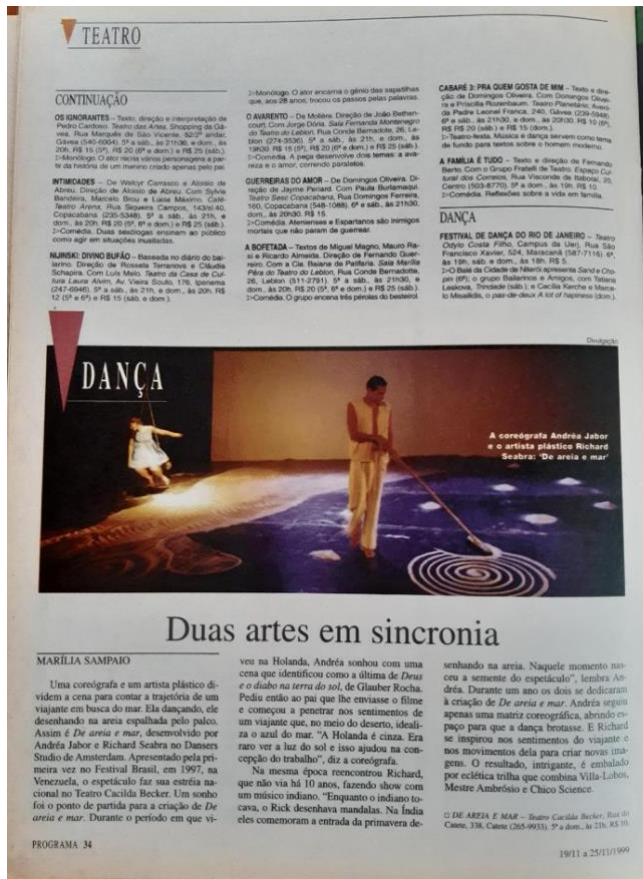 TEATRO
CONTINUAÇÃO
OS IGNORANTES – Texto, direção e interpretação de
Pedro Cardoso. Teatro das Artes, Shopping da Gá-
vea, Rua Marquês de São Vicente, 52/2º andar,
Gávea (540-6004). 5ª a sáb., às 21h30, e dom., às
20h. R$ 15 (5ª), R$ 20 (6ª e dom.) e R$ 25 (sáb.).
▷Monólogo. O ator recria vários personagens a par-
tir da história de um menino criado apenas pelo pai.
INTIMIDADES – De Walcyr Carrasco e Aloísio de
Abreu. Direção de Aloísio de Abreu. Com Sylvia
Bandeira, Marcelo Brou e Luísa Máximo. Café-
Teatro Arena, Rua Siqueira Campos, 143/sl 40,
Copacabana (235-5348). 5ª a sáb., às 21h, e
dom., às 20h. R$ 20 (5ª, 6ª e dom.) e R$ 25 (sáb.).
▷Comédia. Duas sexólogas ensinam ao público
como agir em situações inusitadas.
NIJINSKI: DIVINO BUFÃO – Baseada no diário do bai-
larino. Direção de Rossella Terranova e Cláudia
Schapira. Com Luís Melo. Teatro da Casa de Cul-
tura Laura Alvim, Av. Vieira Souto, 176, Ipanema
(247-6946). 5ª a sáb., às 21h, e dom., às 20h. R$
12 (5ª e 6ª) e R$ 15 (sáb. e dom.).
▷Monólogo. O ator encarna o gênio das sapatilhas
que, aos 28 anos, trocou os passos pelas palavras.
O AVARENTO – De Molière. Direção de João Bethen-
court. Com Jorge Dória. Sala Fernanda Montenegro
do Teatro do Leblon, Rua Conde Bernadotte, 26, Le-
blon (274-3536). 5ª a sáb., às 21h, e dom., às
19h30. R$ 15 (5ª), R$ 20 (6ª e dom.) e R$ 25 (sáb.).
▷Comédia. A peça desenvolve dois temas: a ava-
reza e o amor, correndo paralelos.
GUERREIRAS DO AMOR – De Domingos Oliveira. Di-
reção de Jayme Periard. Com Paula Burlamaqui.
Teatro Sesc Copacabana, Rua Domingos Ferreira,
160, Copacabana (548-1088). 6ª e sáb., às 21h30,
dom., às 20h30. R$ 15.
▷Comédia. Atenienses e Espartanos são inimigos
mortais que não param de guerrear.
A BOFETADA – Textos de Miguel Magno, Mauro Ra-
si e Ricardo Almeida. Direção de Fernando Guer-
reiro. Com a Cia. Baiana de Patifaria. Sala Marília
Pêra do Teatro do Leblon, Rua Conde Bernadotte,
26, Leblon (511-2791). 5ª a sáb., às 21h30, e
dom., às 20h. R$ 20 (5ª, 6ª e dom.) e R$ 25 (sáb.).
▷Comédia. O grupo encena três pérolas do besteirol.
CABARÉ 3: PRA QUEM GOSTA DE MIM – Texto e dire-
ção de Domingos Oliveira. Com Domingos Olivei-
ra e Priscilla Rozenbaum. Teatro Planetário, Aveni-
da Padre Leonel Franca, 240, Gávea (239-5948).
6ª e sáb., às 21h30, e dom., às 20h30. R$ 10 (6ª),
R$ 20 (sáb.) e R$ 15 (dom.).
▷Teatro-festa. Música e dança servem como tema
de fundo para textos sobre o homem moderno.
A FAMÍLIA É TUDO – Texto e direção de Fernando
Berto. Com o Grupo Fratelli de Teatro. Espaço Cul-
tural dos Correios, Rua Visconde de Itaboraí, 20,
Centro (503-8770). 5ª a dom., às 19h. R$ 10.
▷Comédia. Reflexões sobre a vida em família.
DANÇA
FESTIVAL DE DANÇA DO RIO DE JANEIRO – Teatro
Odylo Costa Filho, Campus da Uerj, Rua São
Francisco Xavier, 524, Maracanã (587-7116). 6ª,
às 19h, sáb. e dom., às 18h. R$ 5.
▷O Balé da Cidade de Niterói apresenta Sand e Cho-
pin (6ª); o grupo Bailarinos e Amigos, com Tatiana
Leskova, Trindade (sáb.); e Cecília Kerche e Marce-
lo Misailidis, o pas-de-deux A lot of hapiness (dom.).
Divulgação
DANÇA
A coreógrafa Andréa Jabor
e o artista plástico Richard
Seabra: 'De areia e mar'
Duas artes em sincronia
MARÍLIA SAMPAIO
Uma coreógrafa e um artista plástico di-
videm a cena para contar a trajetória de um
viajante em busca do mar. Ela dançando, ele
desenhando na areia espalhada pelo palco.
Assim é De areia e mar, desenvolvido por
Andréa Jabor e Richard Seabra no Dansers
Studio de Amsterdam. Apresentado pela pri-
meira vez no Festival Brasil, em 1997, na
Venezuela, o espetáculo faz sua estréia na-
cional no Teatro Cacilda Becker. Um sonho
foi o ponto de partida para a criação de De
areia e mar. Durante o período em que vi-
veu na Holanda, Andréa sonhou com uma
cena que identificou como a última de Deus
e o diabo na terra do sol, de Glauber Rocha.
Pediu então ao pai que lhe enviasse o filme
e começou a penetrar nos sentimentos de
um viajante que, no meio do deserto, ideali-
za o azul do mar. "A Holanda é cinza. Era
raro ver a luz do sol e isso ajudou na con-
cepção do trabalho", diz a coreógrafa.
Na mesma época reencontrou Richard,
que não via há 10 anos, fazendo show com
um músico indiano. "Enquanto o indiano to-
cava, o Rick desenhava mandalas. Na Índia
eles comemoram a entrada da primavera de-
senhando na areia. Naquele momento nas-
ceu a semente do espetáculo", lembra An-
dréa. Durante um ano os dois se dedicaram
à criação de De areia e mar. Andréa seguiu
apenas uma matriz coreográfica, abrindo es-
paço para que a dança brotasse. E Richard
se inspirou nos sentimentos do viajante e
nos movimentos dela para criar novas ima-
gens. O resultado, intrigante, é embalado
por eclética trilha que combina Villa-Lobos,
Mestre Ambrósio e Chico Science.
□ DE AREIA E MAR – Teatro Cacilda Becker, Rua do
Catete, 338, Catete (265-9933). 5ª a dom., às 21h. R$ 10.
PROGRAMA 34
19/11 a 25/11/1999